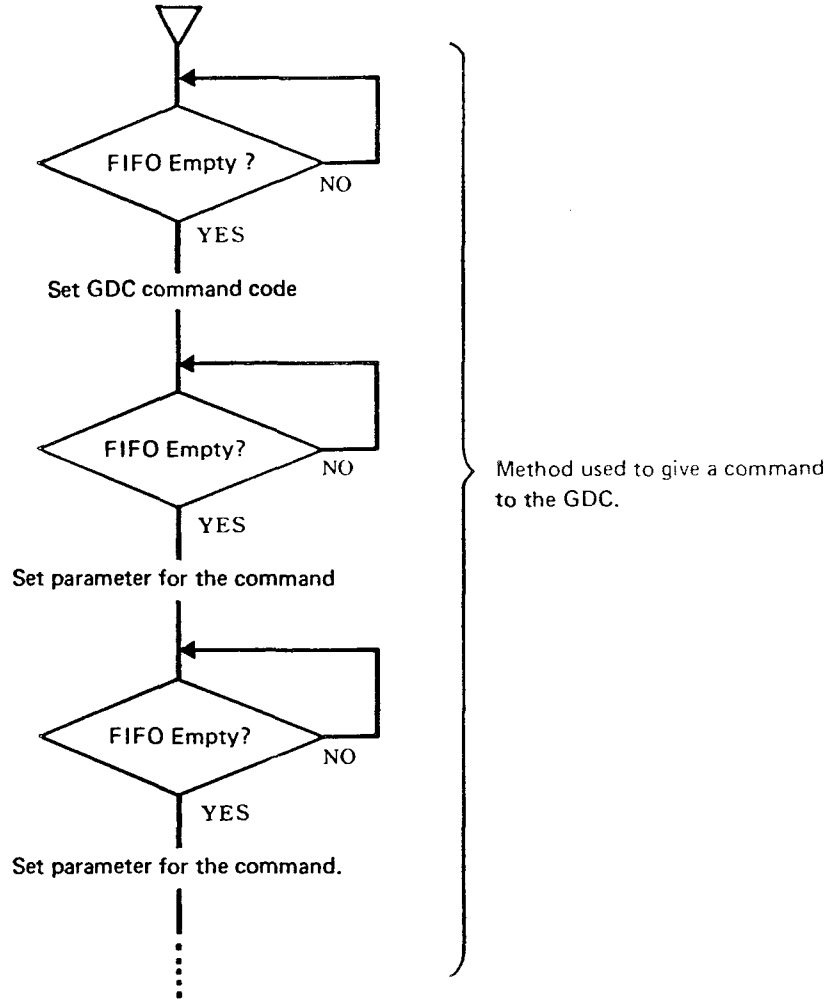 FIFO Empty ?
NO
YES
Set GDC command code
FIFO Empty?
NO
YES
Set parameter for the command
FIFO Empty?
NO
YES
Set parameter for the command.
Method used to give a command
to the GDC.